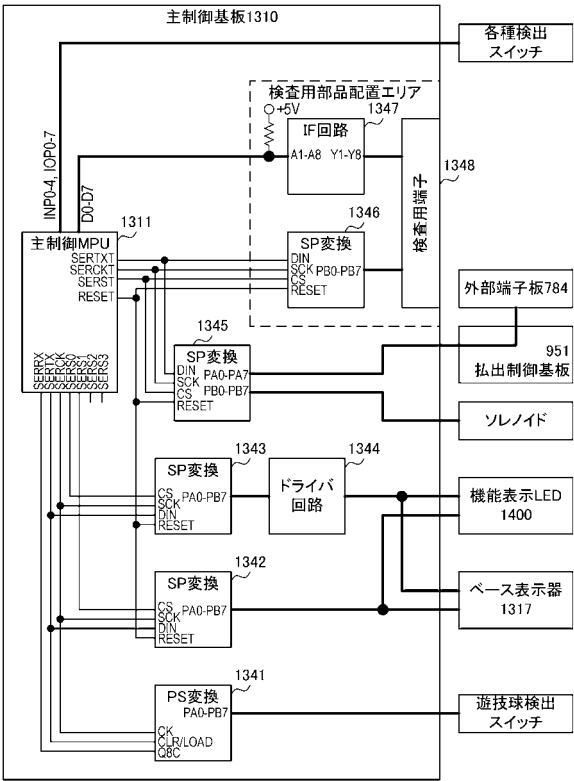 主制御基板1310
各種検出
スイッチ
検査用部品配置エリア
+5V
1347
IF回路
A1-A8 Y1-Y8
検査用端子
1348
INP0-4, IOP0-7
D0-D7
1311
主制御MPU
SERTXT
SERCKT
SERST
RESET
1346
SP変換
DIN
SCK
CS
RESET
PB0-PB7
外部端子板784
1345
SP変換
DIN
SCK
CS
RESET
PA0-PA7
PB0-PB7
951
払出制御基板
SERRX
SERTX
SERCK
SERS0
SERS1
SERS2
SERS3
ソレノイド
1343
SP変換
CS
SCK
DIN
RESET
PA0-PB7
1344
ドライバ
回路
機能表示LED
1400
1342
SP変換
CS
SCK
DIN
RESET
PA0-PB7
ベース表示器
1317
1341
PS変換
PA0-PB7
CK
CLR/LOAD
Q8C
遊技球検出
スイッチ